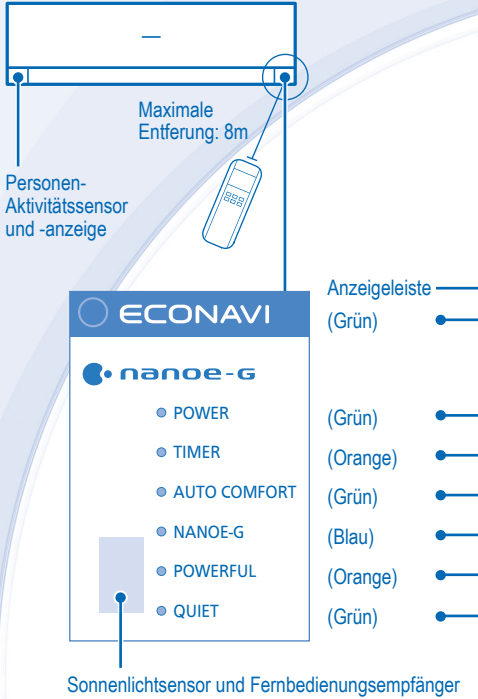 Maximale
Entferung: 8m
Personen-
Aktivitätssensor
und -anzeige
Anzeigeleiste
ECONAVI
(Grün)
nanoe-G
POWER
(Grün)
TIMER
(Orange)
AUTO COMFORT
(Grün)
NANOE-G
(Blau)
POWERFUL
(Orange)
QUIET
(Grün)
Sonnenlichtsensor und Fernbedienungsempfänger